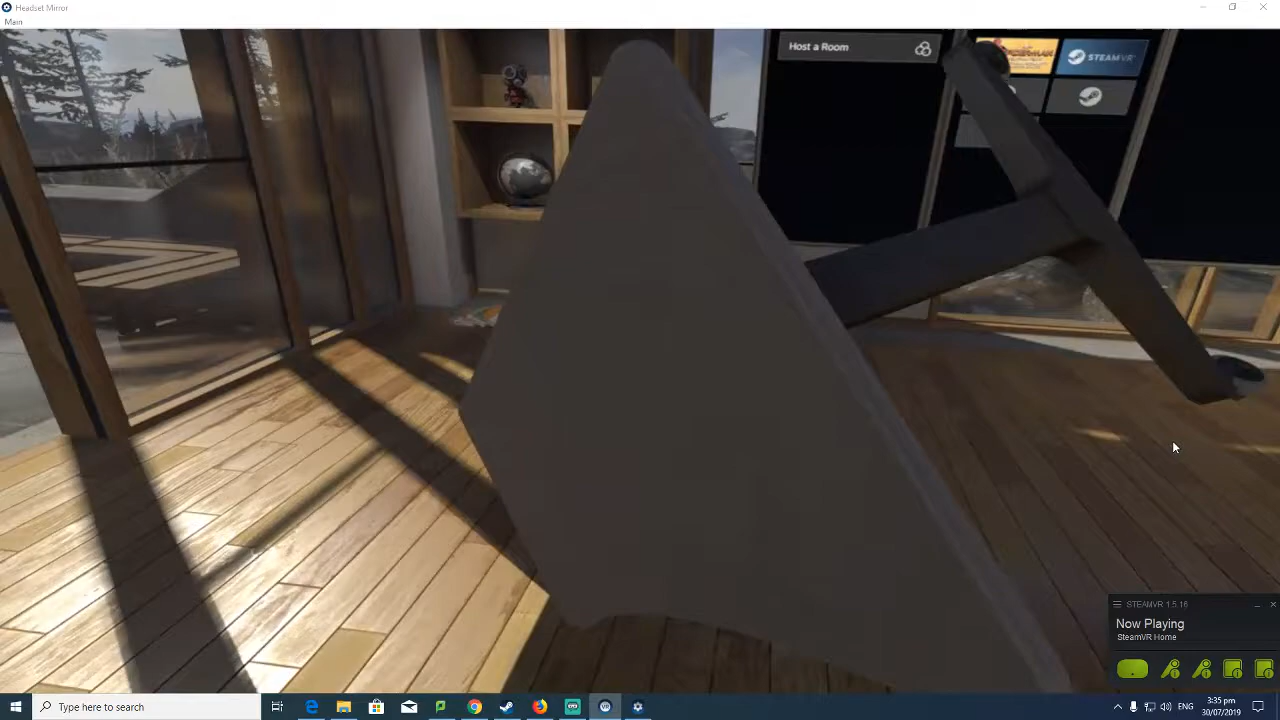 Headset Mirror
Main
Host a Room
STEAMVR
STEAMVR 1.5.16
Now Playing
SteamVR Home
Type here to search
ENG
3:35 pm
30/07/2019